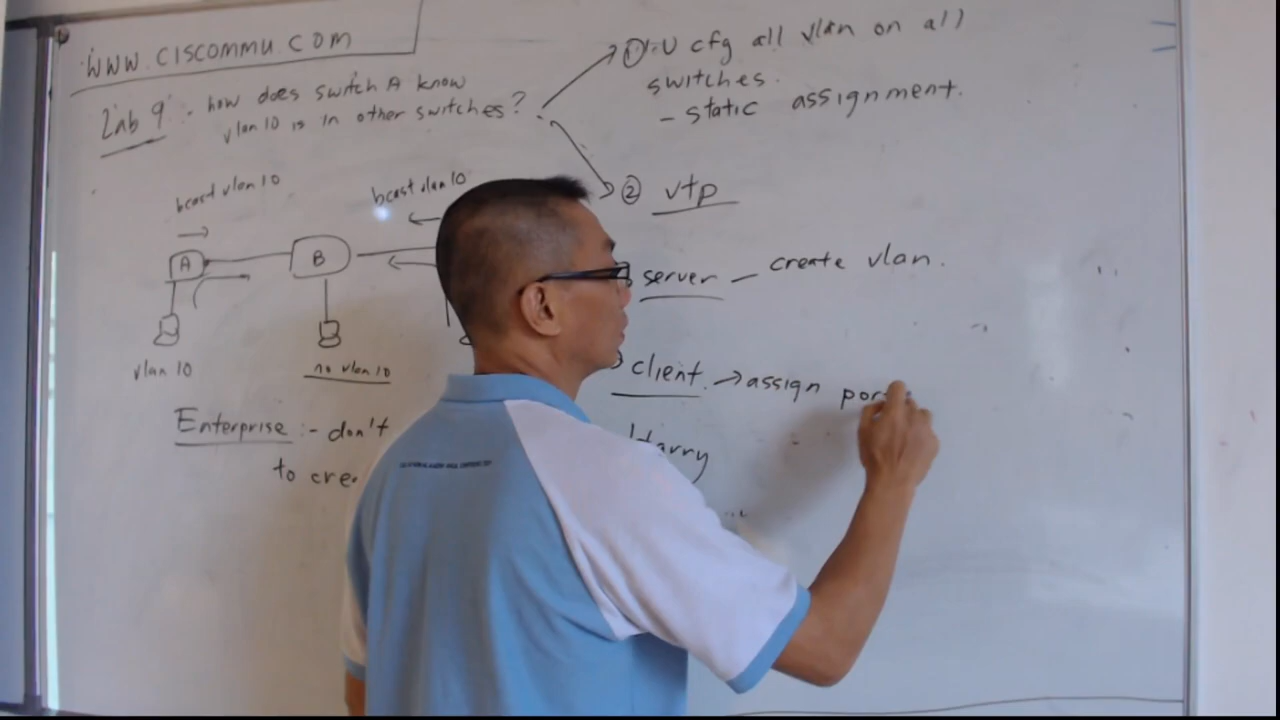 WWW.CISCOMMU.COM
Lab 9 :- how does switch A know
vlan 10 is in other switches?
① :- U cfg all vlan on all
switches.
- static assignment.
② vtp
bcast vlan 10
bcast vlan 10
A
B
vlan 10
no vlan 10
server - create vlan.
client → assign por
Enterprise :- don't
to cre